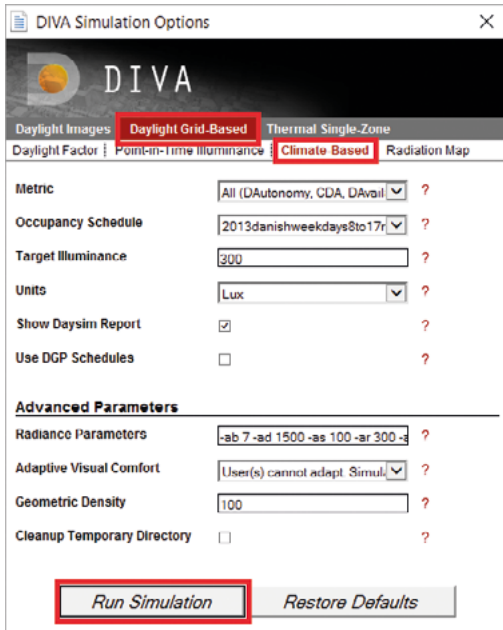 DIVA Simulation Options
DIVA
Daylight Images Daylight Grid-Based Thermal Single-Zone
Daylight Factor Point-in-Time Illuminance Climate Based Radiation Map
Metric All (DAutonomy, CDA, DAvail ?
Occupancy Schedule 2013danishweekdays8to17r ?
Target Illuminance 300 ?
Units Lux ?
Show Daysim Report ?
Use DGP Schedules ?
Advanced Parameters
Radiance Parameters -ab 7 -ad 1500 -as 100 -ar 300 -a ?
Adaptive Visual Comfort User(s) cannot adapt. Simul ?
Geometric Density 100 ?
Cleanup Temporary Directory ?
Run Simulation Restore Defaults